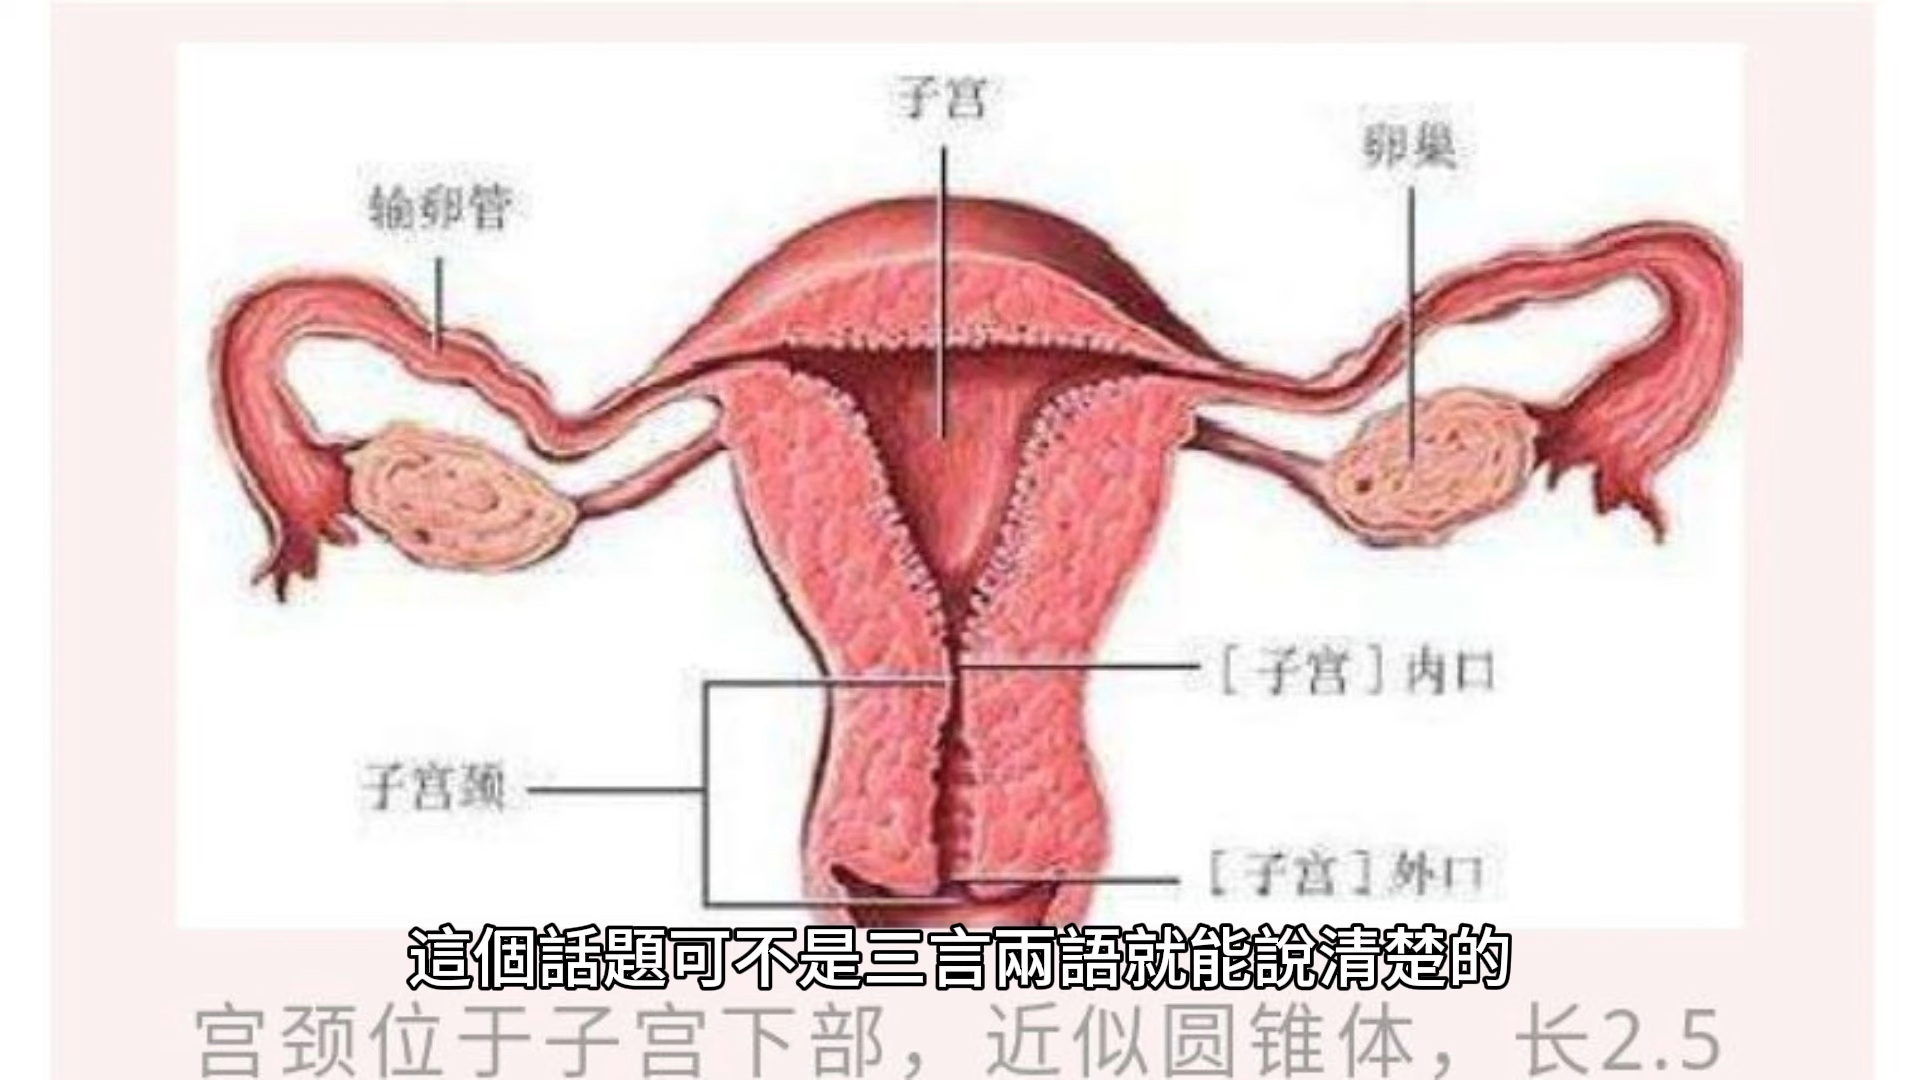 子宫
卵巢
输卵管
[子宫]内口
子宫颈
[子宫]外口
這個話題可不是三言兩語就能說清楚的
宫颈位于子宫下部，近似圆锥体，长2.5